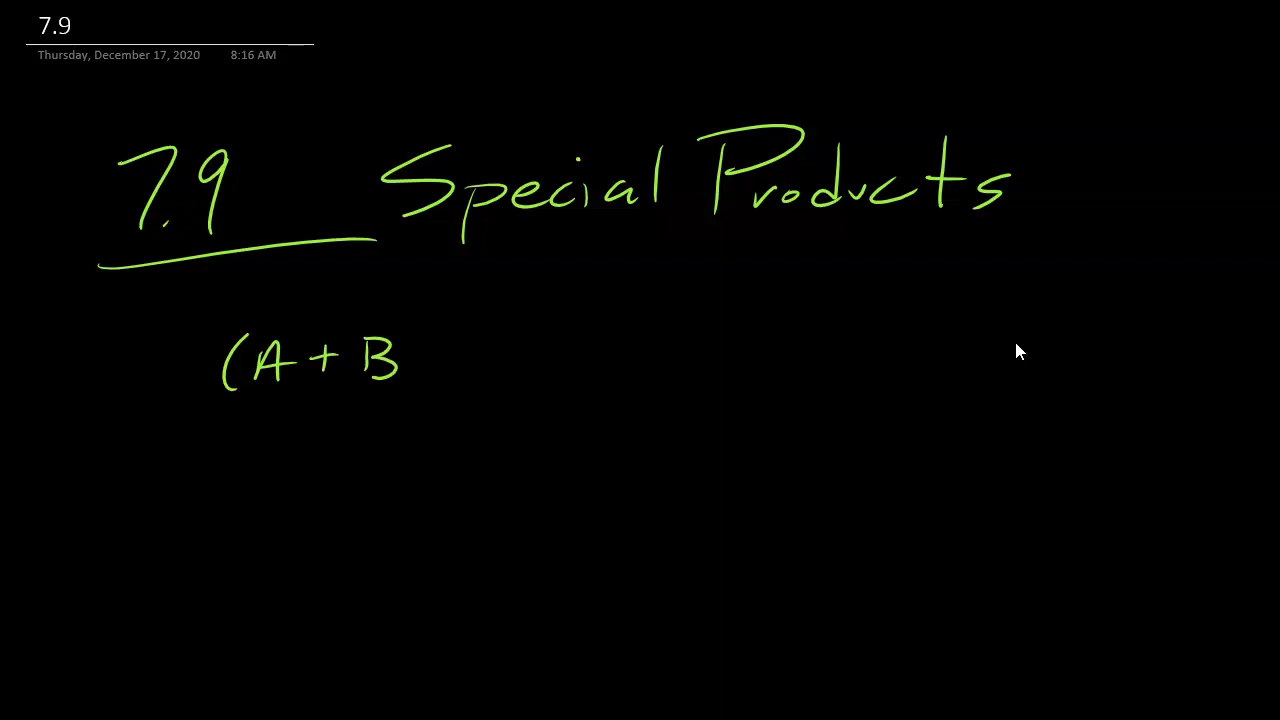 7.9
Thursday, December 17, 2020 8:16 AM
7.9 Special Products
(A + B